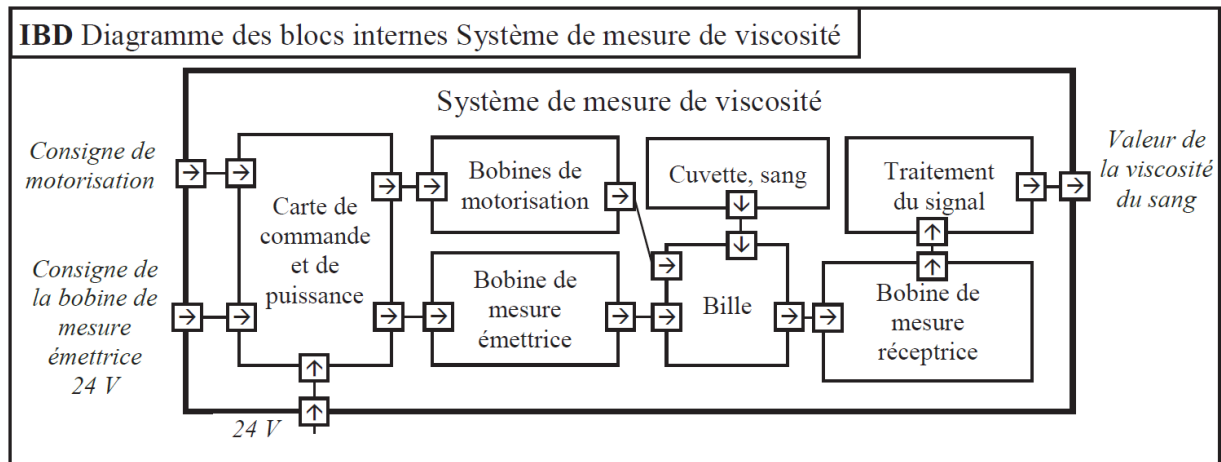 IBD Diagramme des blocs internes Système de mesure de viscosité
Système de mesure de viscosité
Consigne de
motorisation
Consigne de
la bobine de
mesure
émettrice
24 V
24 V
Carte de
commande
et de
puissance
Bobines de
motorisation
Bobine de
mesure
émettrice
Cuvette, sang
Bille
Traitement
du signal
Bobine de
mesure
réceptrice
Valeur de
la viscosité
du sang